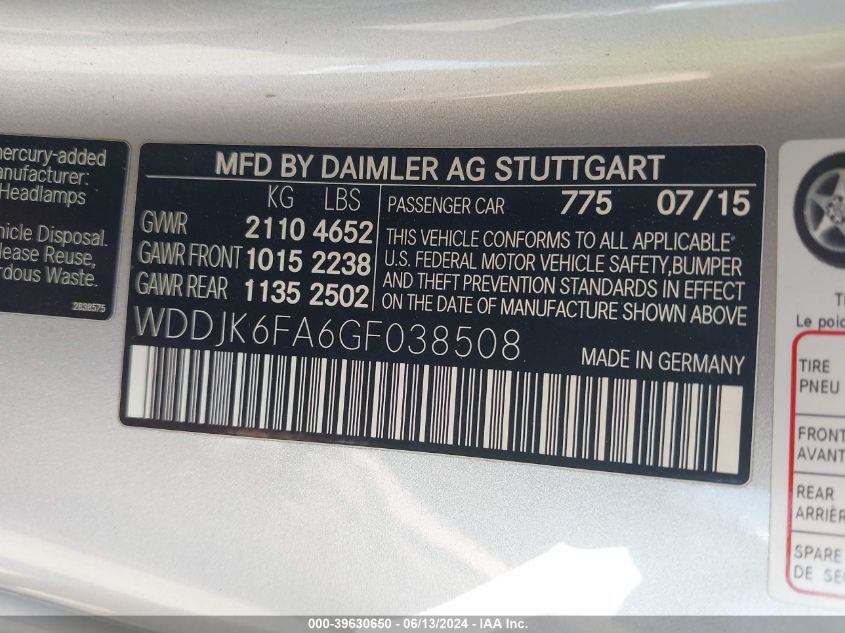 mercury-added
anufacturer:
Headlamps
hicle Disposal.
lease Reuse,
rdous Waste.
2838575
MFD BY DAIMLER AG STUTTGART
KG LBS
GVWR 2110 4652
GAWR FRONT 1015 2238
GAWR REAR 1135 2502
PASSENGER CAR 775 07/15
THIS VEHICLE CONFORMS TO ALL APPLICABLE
U.S. FEDERAL MOTOR VEHICLE SAFETY,BUMPER
AND THEFT PREVENTION STANDARDS IN EFFECT
ON THE DATE OF MANUFACTURE SHOWN ABOVE
WDDJK6FA6GF038508
MADE IN GERMANY
Le poid
TIRE
PNEU
FRONT
AVANT
REAR
ARRIÈR
SPARE
DE SEC
000-39630650 - 06/13/2024 - IAA Inc.